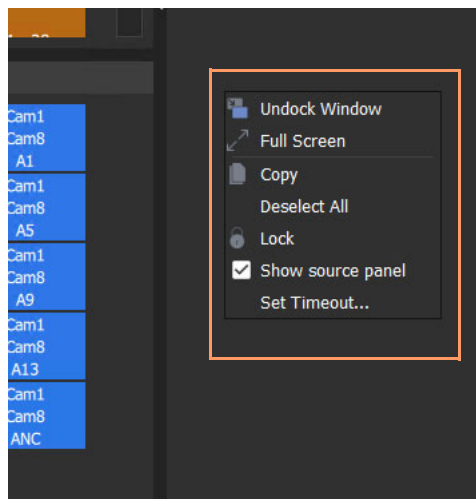 Cam1
Cam8
A1
Cam1
Cam8
A5
Cam1
Cam8
A9
Cam1
Cam8
A13
Cam1
Cam8
ANC
Undock Window
Full Screen
Copy
Deselect All
Lock
Show source panel
Set Timeout...